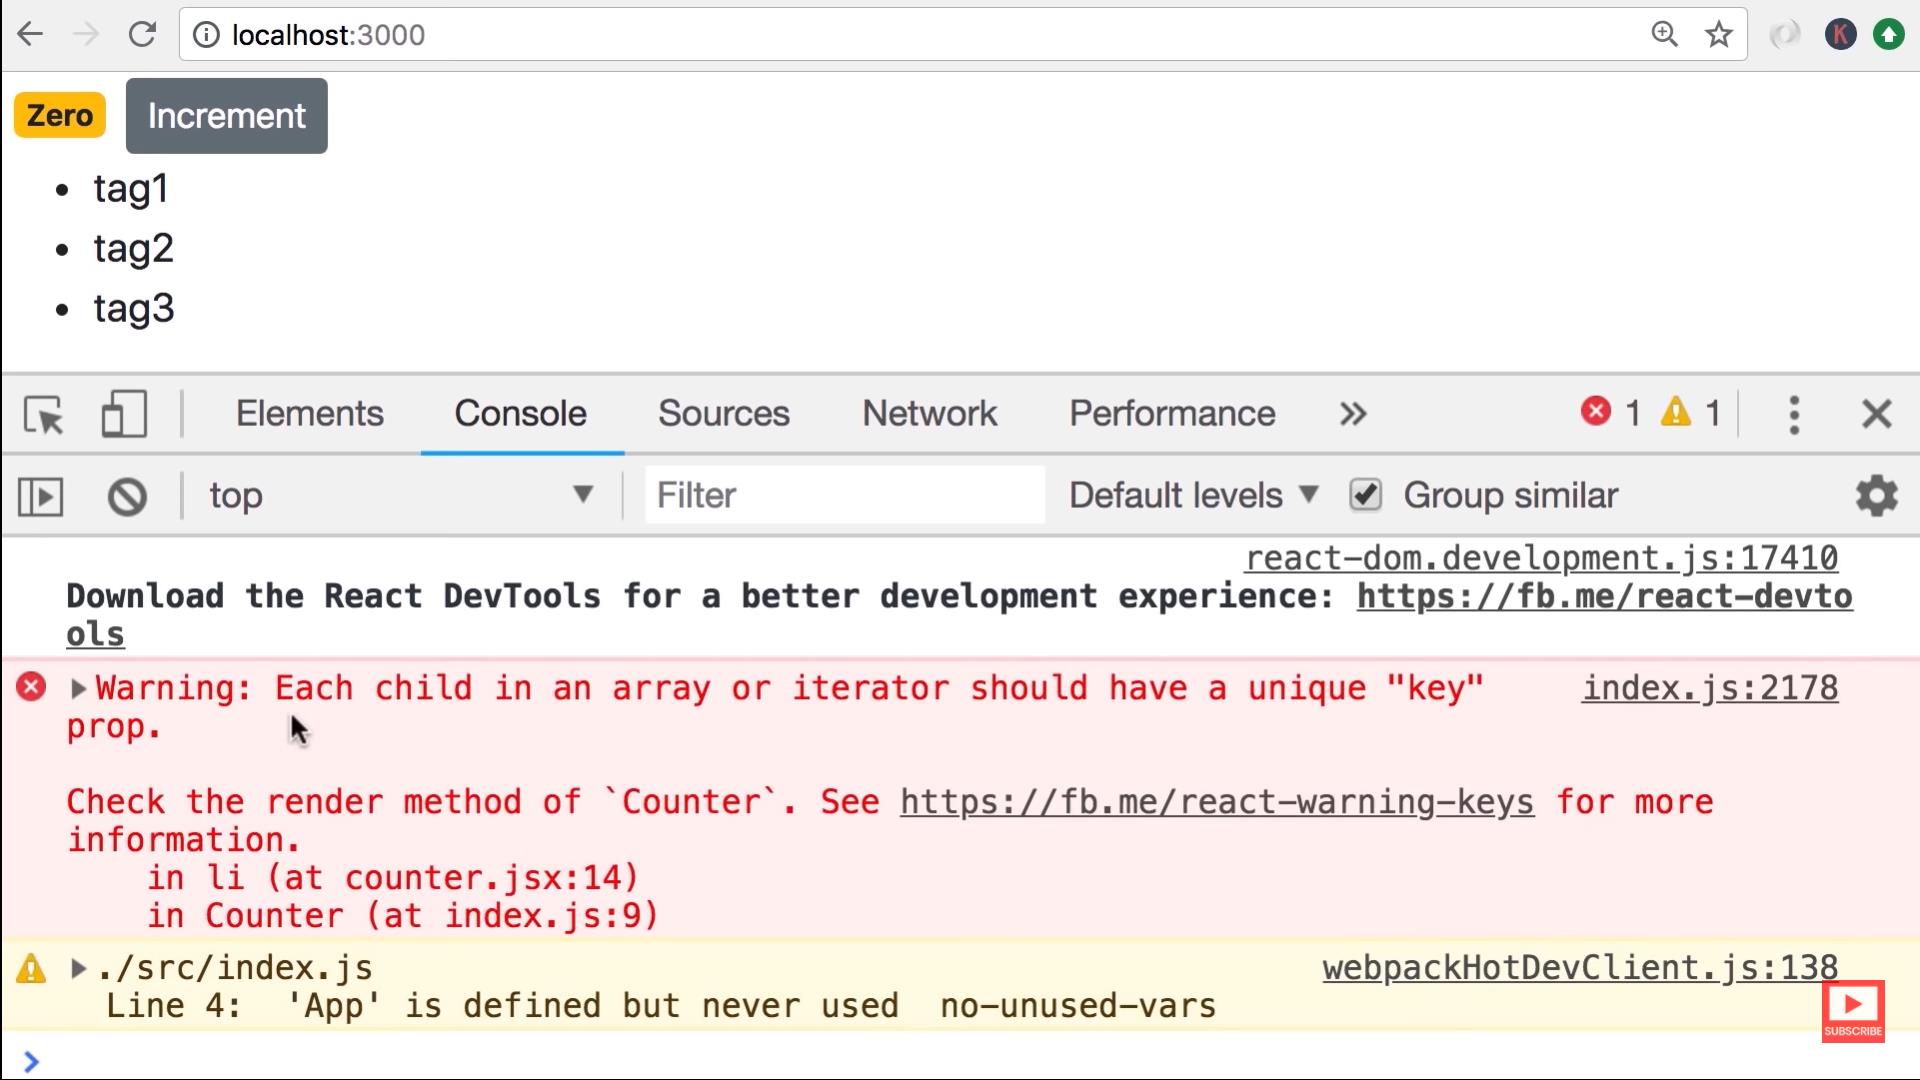 localhost:3000
K
Zero Increment
• tag1
• tag2
• tag3
Elements Console Sources Network Performance » 1 1
top Filter Default levels Group similar
react-dom.development.js:17410
Download the React DevTools for a better development experience: https://fb.me/react-devto
ols
Warning: Each child in an array or iterator should have a unique "key" index.js:2178
prop.
Check the render method of `Counter`. See https://fb.me/react-warning-keys for more
information.
in li (at counter.jsx:14)
in Counter (at index.js:9)
./src/index.js webpackHotDevClient.js:138
Line 4: 'App' is defined but never used no-unused-vars
SUBSCRIBE